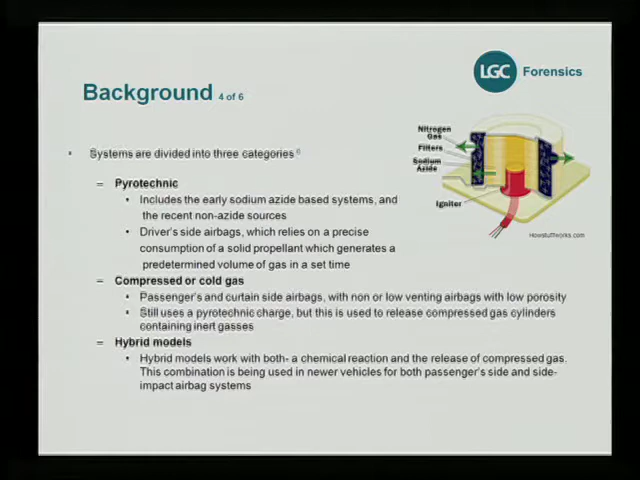 LGC Forensics
Background 4 of 6
Systems are divided into three categories 6
Pyrotechnic
Includes the early sodium azide based systems, and
the recent non-azide sources
Driver's side airbags, which relies on a precise
consumption of a solid propellant which generates a
predetermined volume of gas in a set time
Nitrogen
Gas
Filters
Sodium
Azide
Igniter
Howstuffworks.com
Compressed or cold gas
Passenger's and curtain side airbags, with non or low venting airbags with low porosity
Still uses a pyrotechnic charge, but this is used to release compressed gas cylinders
containing inert gasses
Hybrid models
Hybrid models work with both- a chemical reaction and the release of compressed gas.
This combination is being used in newer vehicles for both passenger's side and side-
impact airbag systems